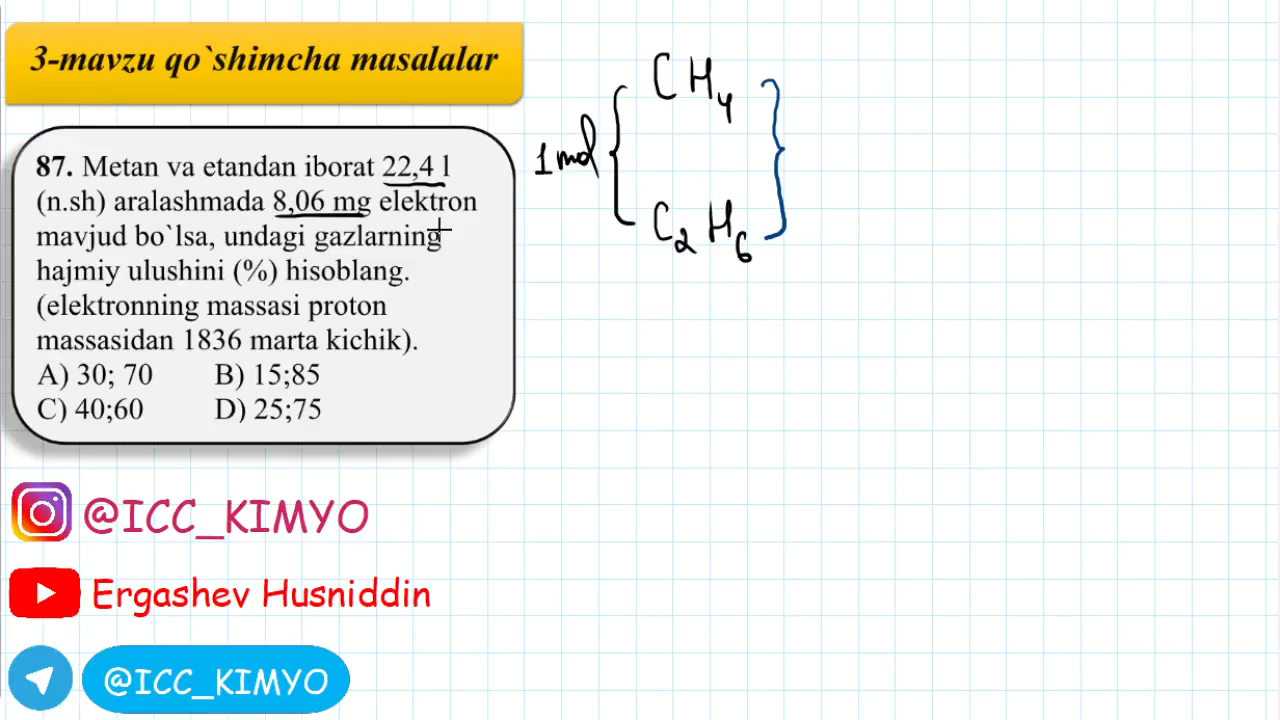 3-mavzu qo`shimcha masalalar
87. Metan va etandan iborat 22,4 l
(n.sh) aralashmada 8,06 mg elektron
mavjud bo`lsa, undagi gazlarning
hajmiy ulushini (%) hisoblang.
(elektronning massasi proton
massasidan 1836 marta kichik).
A) 30; 70 B) 15;85
C) 40;60 D) 25;75
CH₄
1 mol
C₂H₆
@ICC_KIMYO
Ergashev Husniddin
@ICC_KIMYO